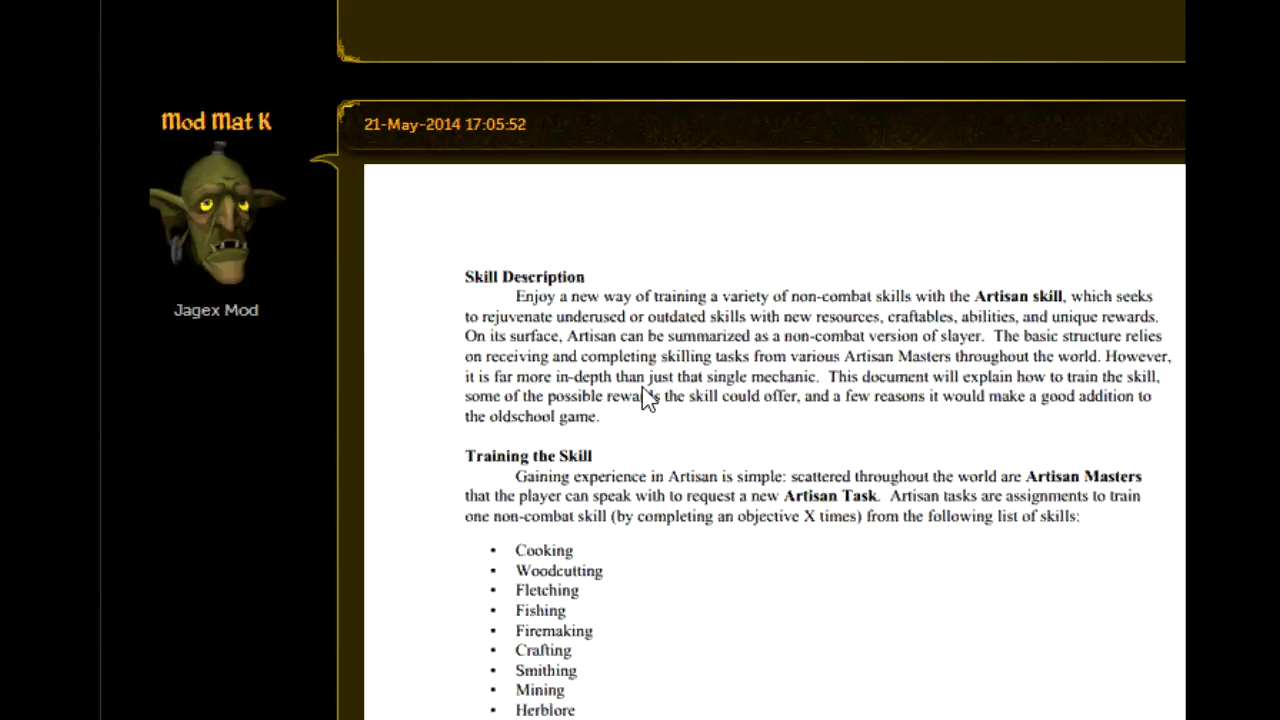 Mod Mat K
Jagex Mod
21-May-2014 17:05:52
Skill Description
Enjoy a new way of training a variety of non-combat skills with the Artisan skill, which seeks
to rejuvenate underused or outdated skills with new resources, craftables, abilities, and unique rewards.
On its surface, Artisan can be summarized as a non-combat version of slayer. The basic structure relies
on receiving and completing skilling tasks from various Artisan Masters throughout the world. However,
it is far more in-depth than just that single mechanic. This document will explain how to train the skill,
some of the possible rewards the skill could offer, and a few reasons it would make a good addition to
the oldschool game.
Training the Skill
Gaining experience in Artisan is simple: scattered throughout the world are Artisan Masters
that the player can speak with to request a new Artisan Task. Artisan tasks are assignments to train
one non-combat skill (by completing an objective X times) from the following list of skills:
• Cooking
• Woodcutting
• Fletching
• Fishing
• Firemaking
• Crafting
• Smithing
• Mining
• Herblore